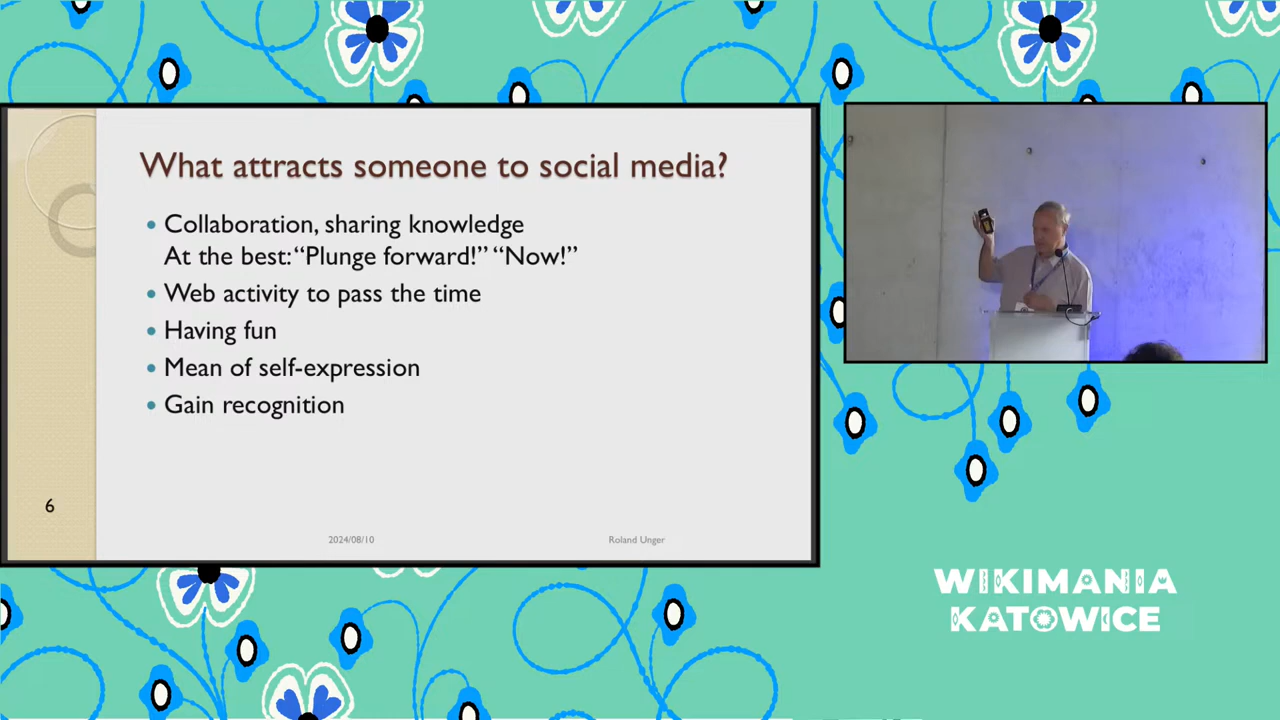 What attracts someone to social media?
• Collaboration, sharing knowledge
At the best: “Plunge forward!” “Now!”
• Web activity to pass the time
• Having fun
• Mean of self-expression
• Gain recognition
6
2024/08/10
Roland Unger
WIKIMANIA
KATOWICE